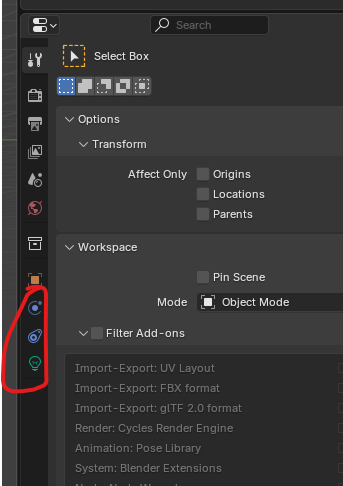 Search
Select Box
Options
Transform
Affect Only Origins
Locations
Parents
Workspace
Pin Scene
Mode Object Mode
Filter Add-ons
Import-Export: UV Layout
Import-Export: FBX format
Import-Export: glTF 2.0 format
Render: Cycles Render Engine
Animation: Pose Library
System: Blender Extensions